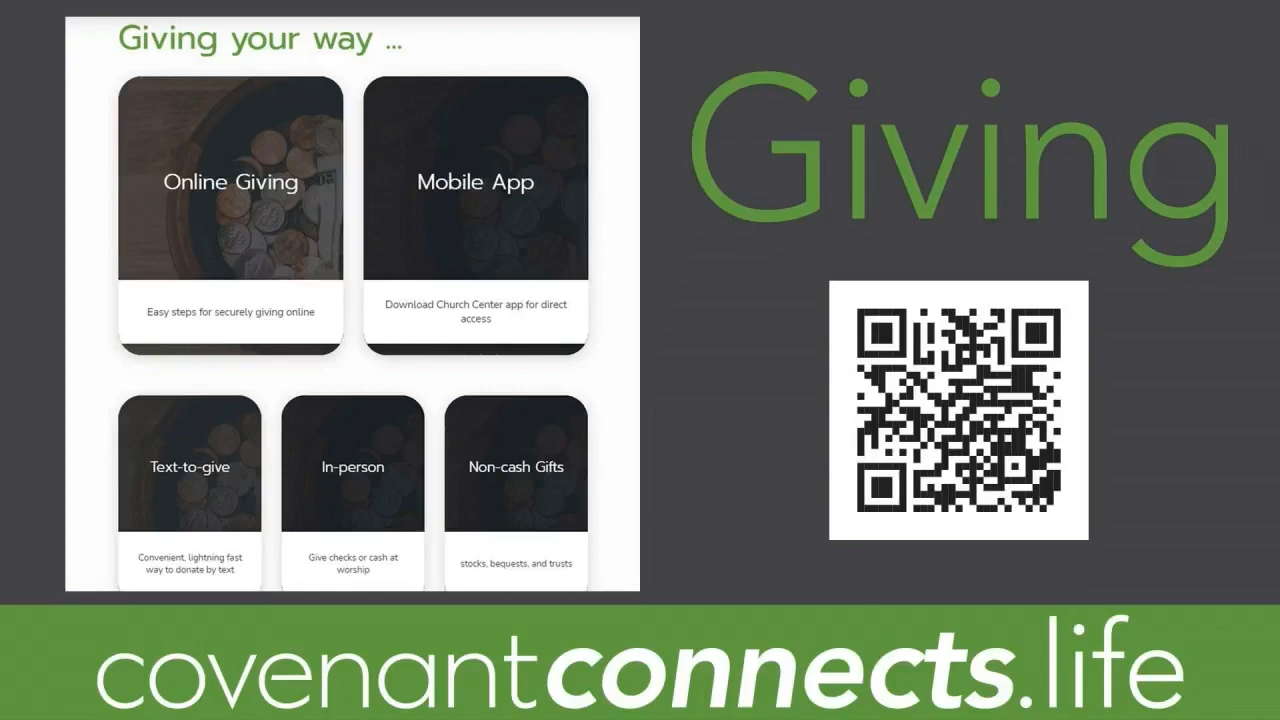 Giving your way ...
Online Giving
Mobile App
Easy steps for securely giving online
Download Church Center app for direct
access
Text-to-give
In-person
Non-cash Gifts
Convenient, lightning fast
way to donate by text
Give checks or cash at
worship
stocks, bequests, and trusts
Giving
covenantconnects.life